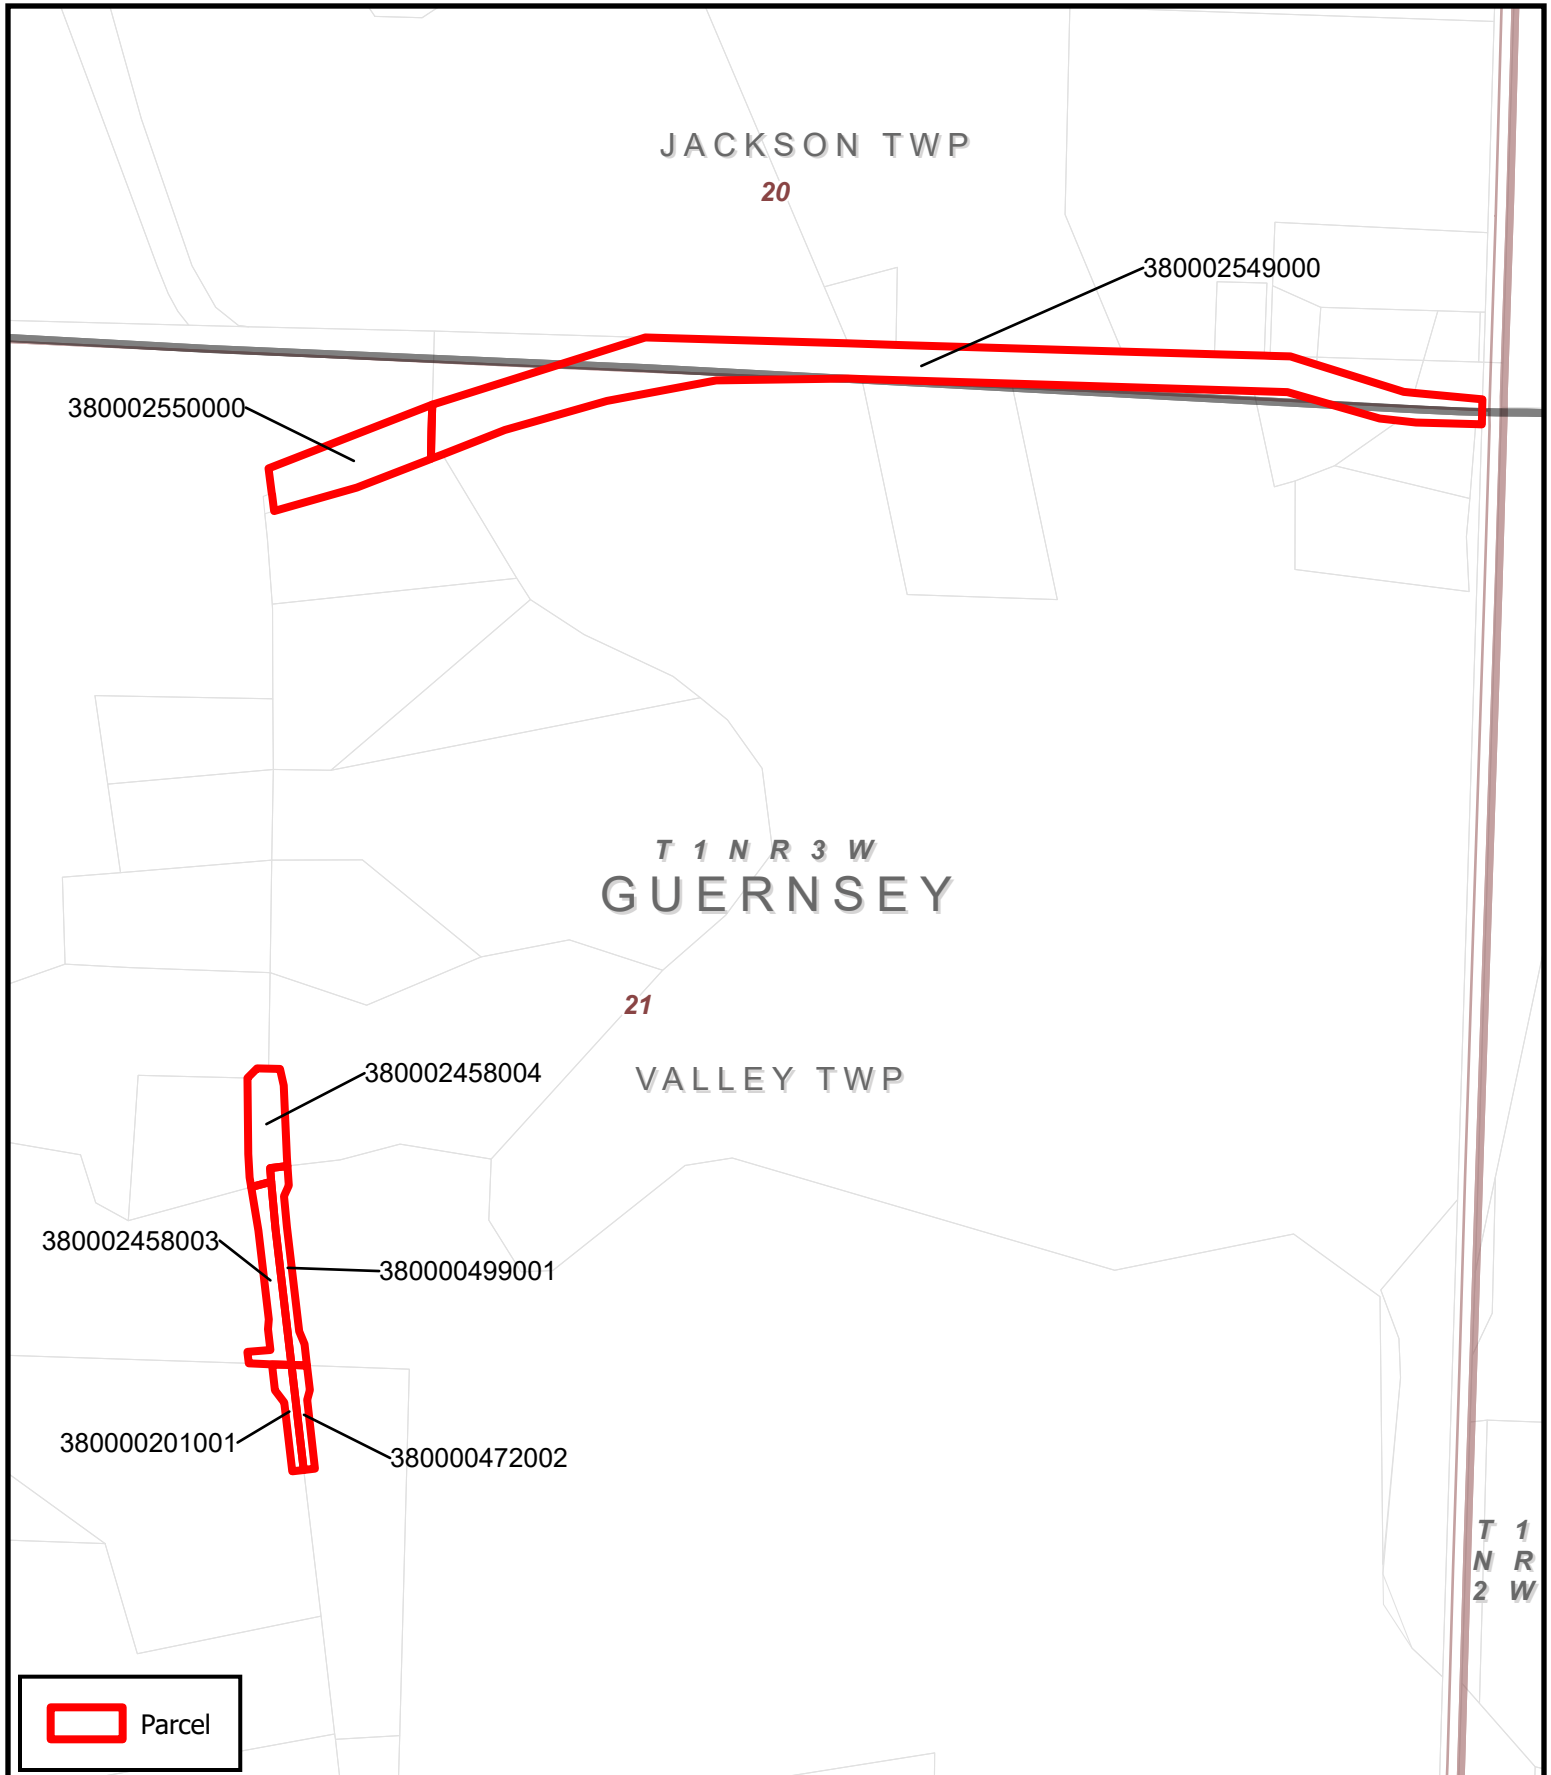 JACKSON TWP
20
380002549000
380002550000
T 1 N R 3 W
GUERNSEY
21
380002458004
VALLEY TWP
380002458003
380000499001
380000201001
380000472002
T 1
N R
2 W
Parcel